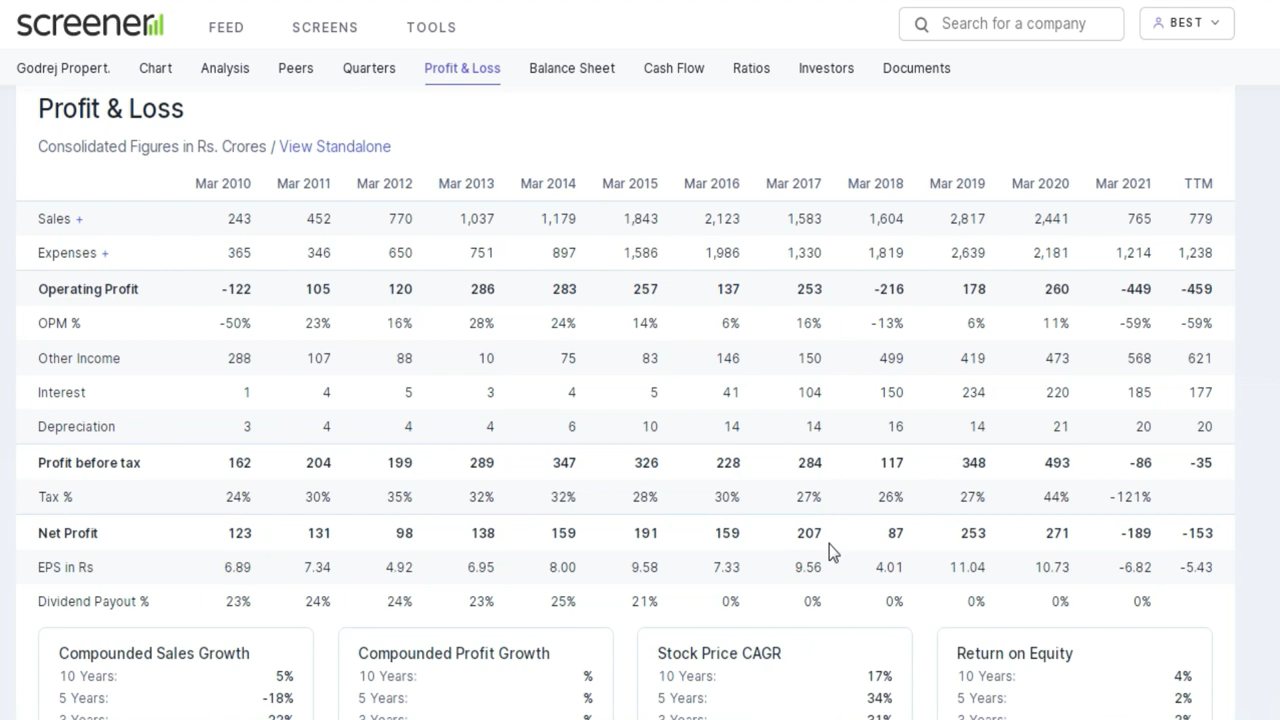 screener
FEED SCREENS TOOLS Search for a company BEST
Godrej Propert. Chart Analysis Peers Quarters Profit & Loss Balance Sheet Cash Flow Ratios Investors Documents
Profit & Loss
Consolidated Figures in Rs. Crores / View Standalone
Mar 2010 Mar 2011 Mar 2012 Mar 2013 Mar 2014 Mar 2015 Mar 2016 Mar 2017 Mar 2018 Mar 2019 Mar 2020 Mar 2021 TTM
Sales + 243 452 770 1,037 1,179 1,843 2,123 1,583 1,604 2,817 2,441 765 779
Expenses + 365 346 650 751 897 1,586 1,986 1,330 1,819 2,639 2,181 1,214 1,238
Operating Profit -122 105 120 286 283 257 137 253 -216 178 260 -449 -459
OPM % -50% 23% 16% 28% 24% 14% 6% 16% -13% 6% 11% -59% -59%
Other Income 288 107 88 10 75 83 146 150 499 419 473 568 621
Interest 1 4 5 3 4 5 41 104 150 234 220 185 177
Depreciation 3 4 4 4 6 10 14 14 16 14 21 20 20
Profit before tax 162 204 199 289 347 326 228 284 117 348 493 -86 -35
Tax % 24% 30% 35% 32% 32% 28% 30% 27% 26% 27% 44% -121%
Net Profit 123 131 98 138 159 191 159 207 87 253 271 -189 -153
EPS in Rs 6.89 7.34 4.92 6.95 8.00 9.58 7.33 9.56 4.01 11.04 10.73 -6.82 -5.43
Dividend Payout % 23% 24% 24% 23% 25% 21% 0% 0% 0% 0% 0% 0%
Compounded Sales Growth Compounded Profit Growth Stock Price CAGR Return on Equity
10 Years: 5% 10 Years: % 10 Years: 17% 10 Years: 4%
5 Years: -18% 5 Years: % 5 Years: 34% 5 Years: 2%